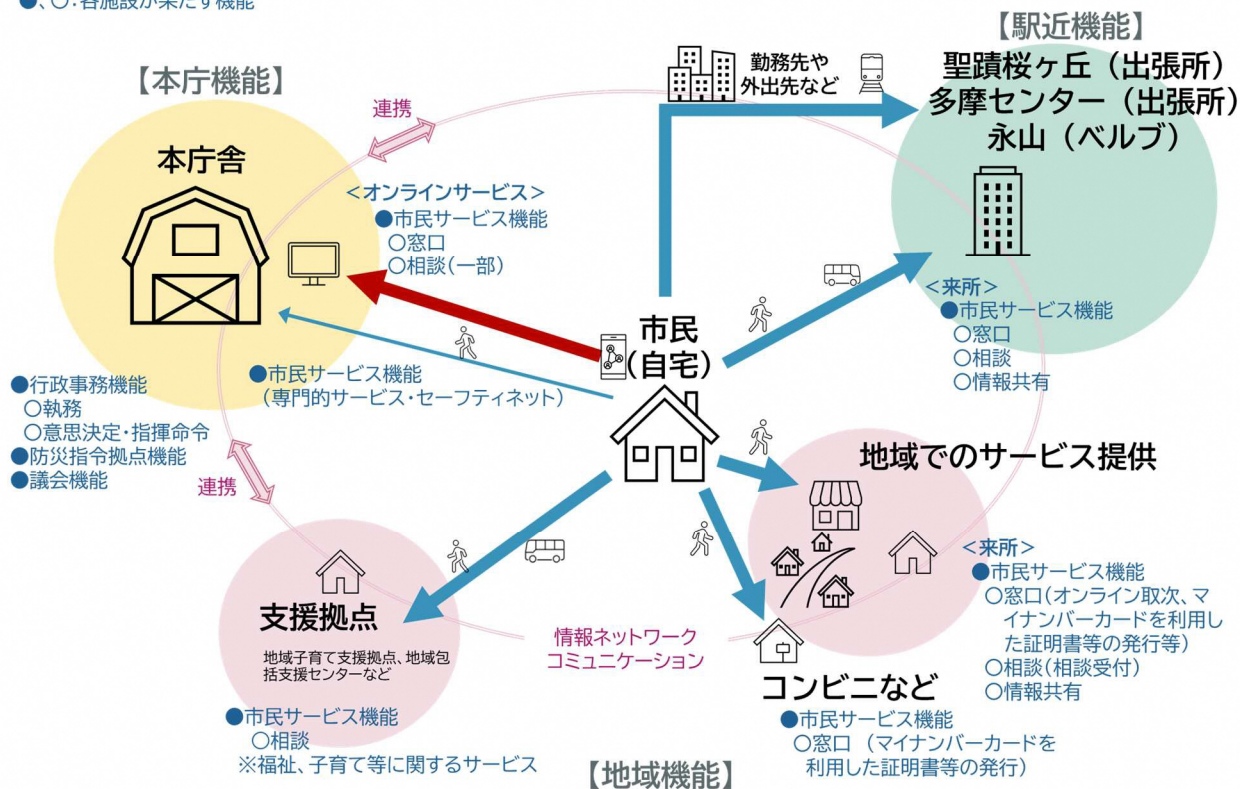 ●、○：各施設が果たす機能
【駅近機能】
聖蹟桜ヶ丘（出張所）
多摩センター（出張所）
永山（ベルブ）
勤務先や
外出先など
【本庁機能】
連携
本庁舎
＜オンラインサービス＞
●市民サービス機能
○窓口
○相談（一部）
＜来所＞
●市民サービス機能
○窓口
○相談
○情報共有
市民
（自宅）
●市民サービス機能
（専門的サービス・セーフティネット）
●行政事務機能
○執務
○意思決定・指揮命令
●防災指令拠点機能
●議会機能
連携
地域でのサービス提供
＜来所＞
●市民サービス機能
○窓口（オンライン取次、マ
イナンバーカードを利用し
た証明書等の発行等）
○相談（相談受付）
○情報共有
支援拠点
地域子育て支援拠点、地域包
括支援センターなど
●市民サービス機能
○相談
※福祉、子育て等に関するサービス
情報ネットワーク
コミュニケーション
コンビニなど
●市民サービス機能
○窓口 （マイナンバーカードを
利用した証明書等の発行）
【地域機能】